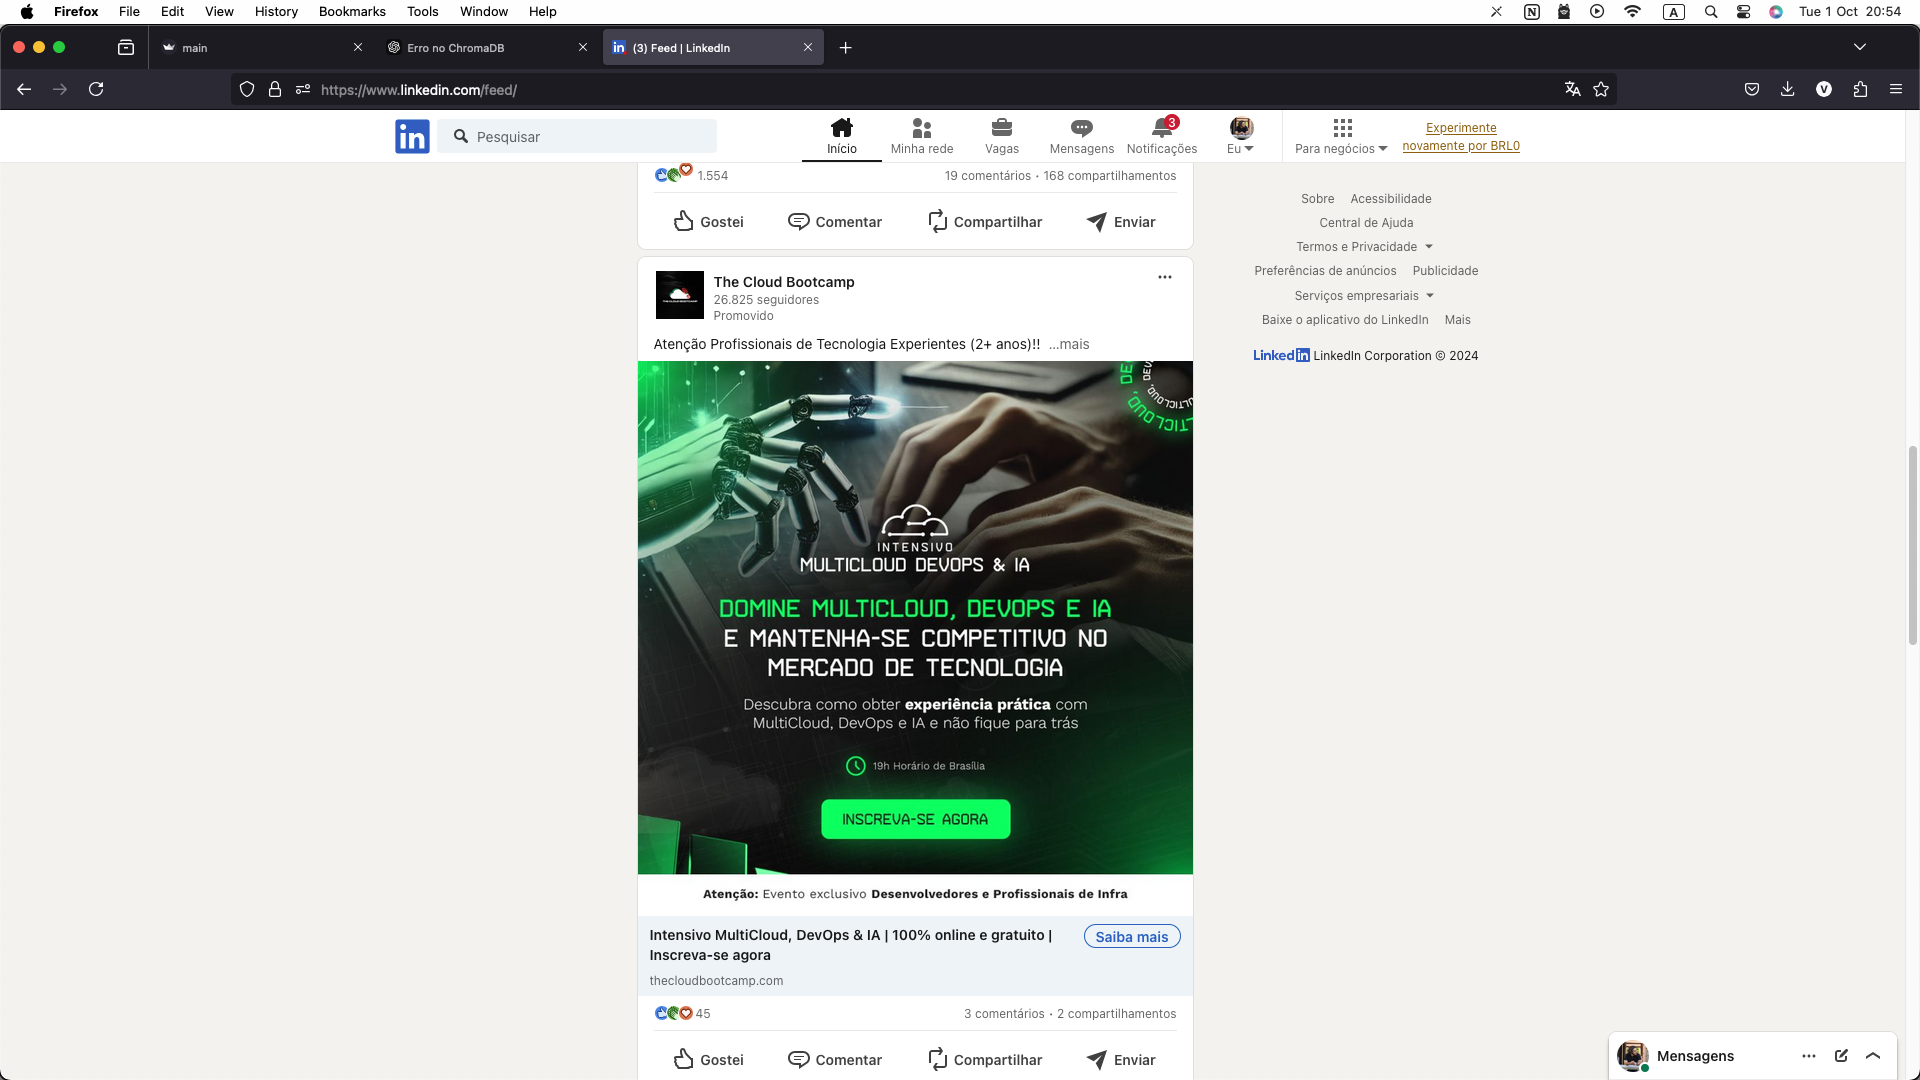 Firefox File Edit View History Bookmarks Tools Window Help
A
Tue 1 Oct 20:54
main
Erro no ChromaDB
in (3) Feed | LinkedIn
https://www.linkedin.com/feed/
V
in
Pesquisar
Início
Minha rede
Vagas
Mensagens
3
Notificações
Eu
Para negócios
Experimente
novamente por BRL0
1.554
19 comentários • 168 compartilhamentos
Gostei Comentar Compartilhar Enviar
The Cloud Bootcamp
26.825 seguidores
Promovido
Atenção Profissionais de Tecnologia Experientes (2+ anos)!! ...mais
INTENSIVO
MULTICLOUD DEVOPS & IA
DOMINE MULTICLOUD, DEVOPS E IA
E MANTENHA-SE COMPETITIVO NO
MERCADO DE TECNOLOGIA
Descubra como obter experiência prática com
MultiCloud, DevOps e IA e não fique para trás
19h Horário de Brasília
INSCREVA-SE AGORA
Atenção: Evento exclusivo Desenvolvedores e Profissionais de Infra
Intensivo MultiCloud, DevOps & IA | 100% online e gratuito |
Inscreva-se agora
Saiba mais
thecloudbootcamp.com
45
3 comentários • 2 compartilhamentos
Gostei Comentar Compartilhar Enviar
Sobre Acessibilidade
Central de Ajuda
Termos e Privacidade
Preferências de anúncios Publicidade
Serviços empresariais
Baixe o aplicativo do LinkedIn Mais
LinkedIn LinkedIn Corporation © 2024
Mensagens